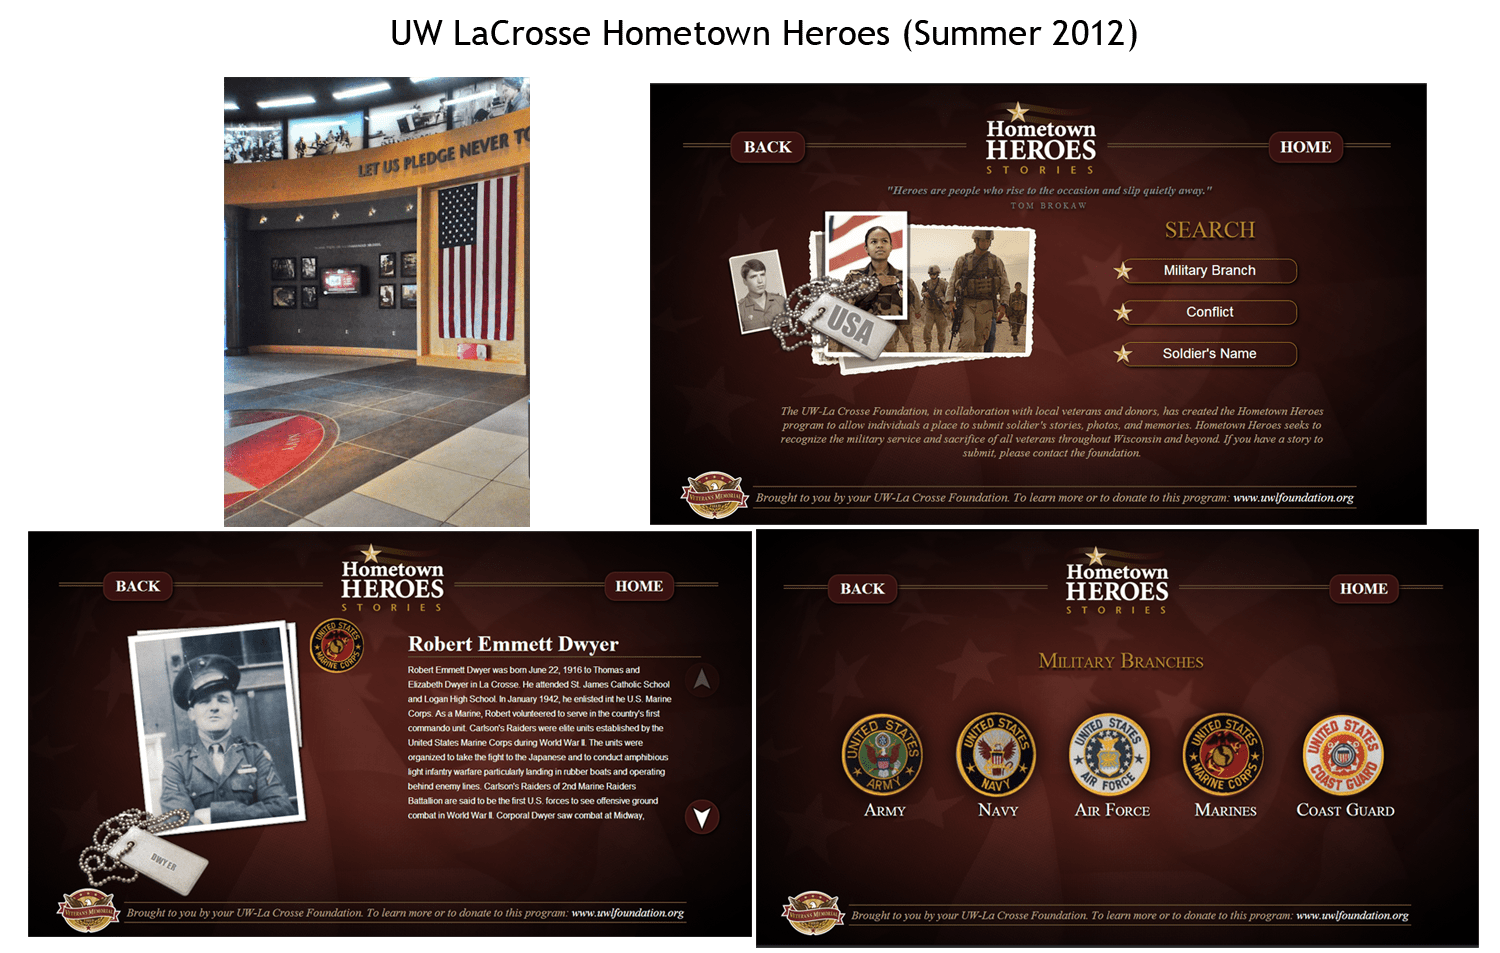 UW LaCrosse Hometown Heroes (Summer 2012)
LET US PLEDGE NEVER TO
BACK
Hometown
HEROES
STORIES
HOME
"Heroes are people who rise to the occasion and slip quietly away."
TOM BROKAW
USA
SEARCH
Military Branch
Conflict
Soldier's Name
The UW-La Crosse Foundation, in collaboration with local veterans and donors, has created the Hometown Heroes
program to allow individuals a place to submit soldier's stories, photos, and memories. Hometown Heroes seeks to
recognize the military service and sacrifice of all veterans throughout Wisconsin and beyond. If you have a story to
submit, please contact the foundation.
VETERANS MEMORIAL
Brought to you by your UW-La Crosse Foundation. To learn more or to donate to this program: www.uwlfoundation.org
BACK
Hometown
HEROES
STORIES
HOME
UNITED STATES
MARINE CORPS
Robert Emmett Dwyer
Robert Emmett Dwyer was born June 22, 1916 to Thomas and
Elizabeth Dwyer in La Crosse. He attended St. James Catholic School
and Logan High School. In January 1942, he enlisted int he U.S. Marine
Corps. As a Marine, Robert volunteered to serve in the country's first
commando unit. Carlson's Raiders were elite units established by the
United States Marine Corps during World War II. The units were
organized to take the fight to the Japanese and to conduct amphibious
light infantry warfare particularly landing in rubber boats and operating
behind enemy lines. Carlson's Raiders of 2nd Marine Raiders
Battallion are said to be the first U.S. forces to see offensive ground
combat in World War II. Corporal Dwyer saw combat at Midway,
DWYER
VETERANS MEMORIAL
Brought to you by your UW-La Crosse Foundation. To learn more or to donate to this program: www.uwlfoundation.org
BACK
Hometown
HEROES
STORIES
HOME
MILITARY BRANCHES
UNITED STATES
ARMY
UNITED STATES
NAVY
UNITED STATES
AIR FORCE
UNITED STATES
MARINE CORPS
UNITED STATES
COAST GUARD
ARMY
NAVY
AIR FORCE
MARINES
COAST GUARD
VETERANS MEMORIAL
Brought to you by your UW-La Crosse Foundation. To learn more or to donate to this program: www.uwlfoundation.org